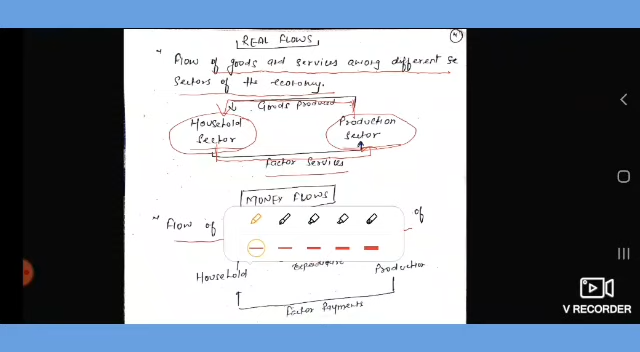 REAL FLOWS
4
Flow of goods and services among different se
Sectors of the economy.
Goods produced
Household
Sector
Production
Sector
Factor Services
MONEY FLOWS
Flow of
of
Expenditure
Household
Production
Factor Payments
V RECORDER